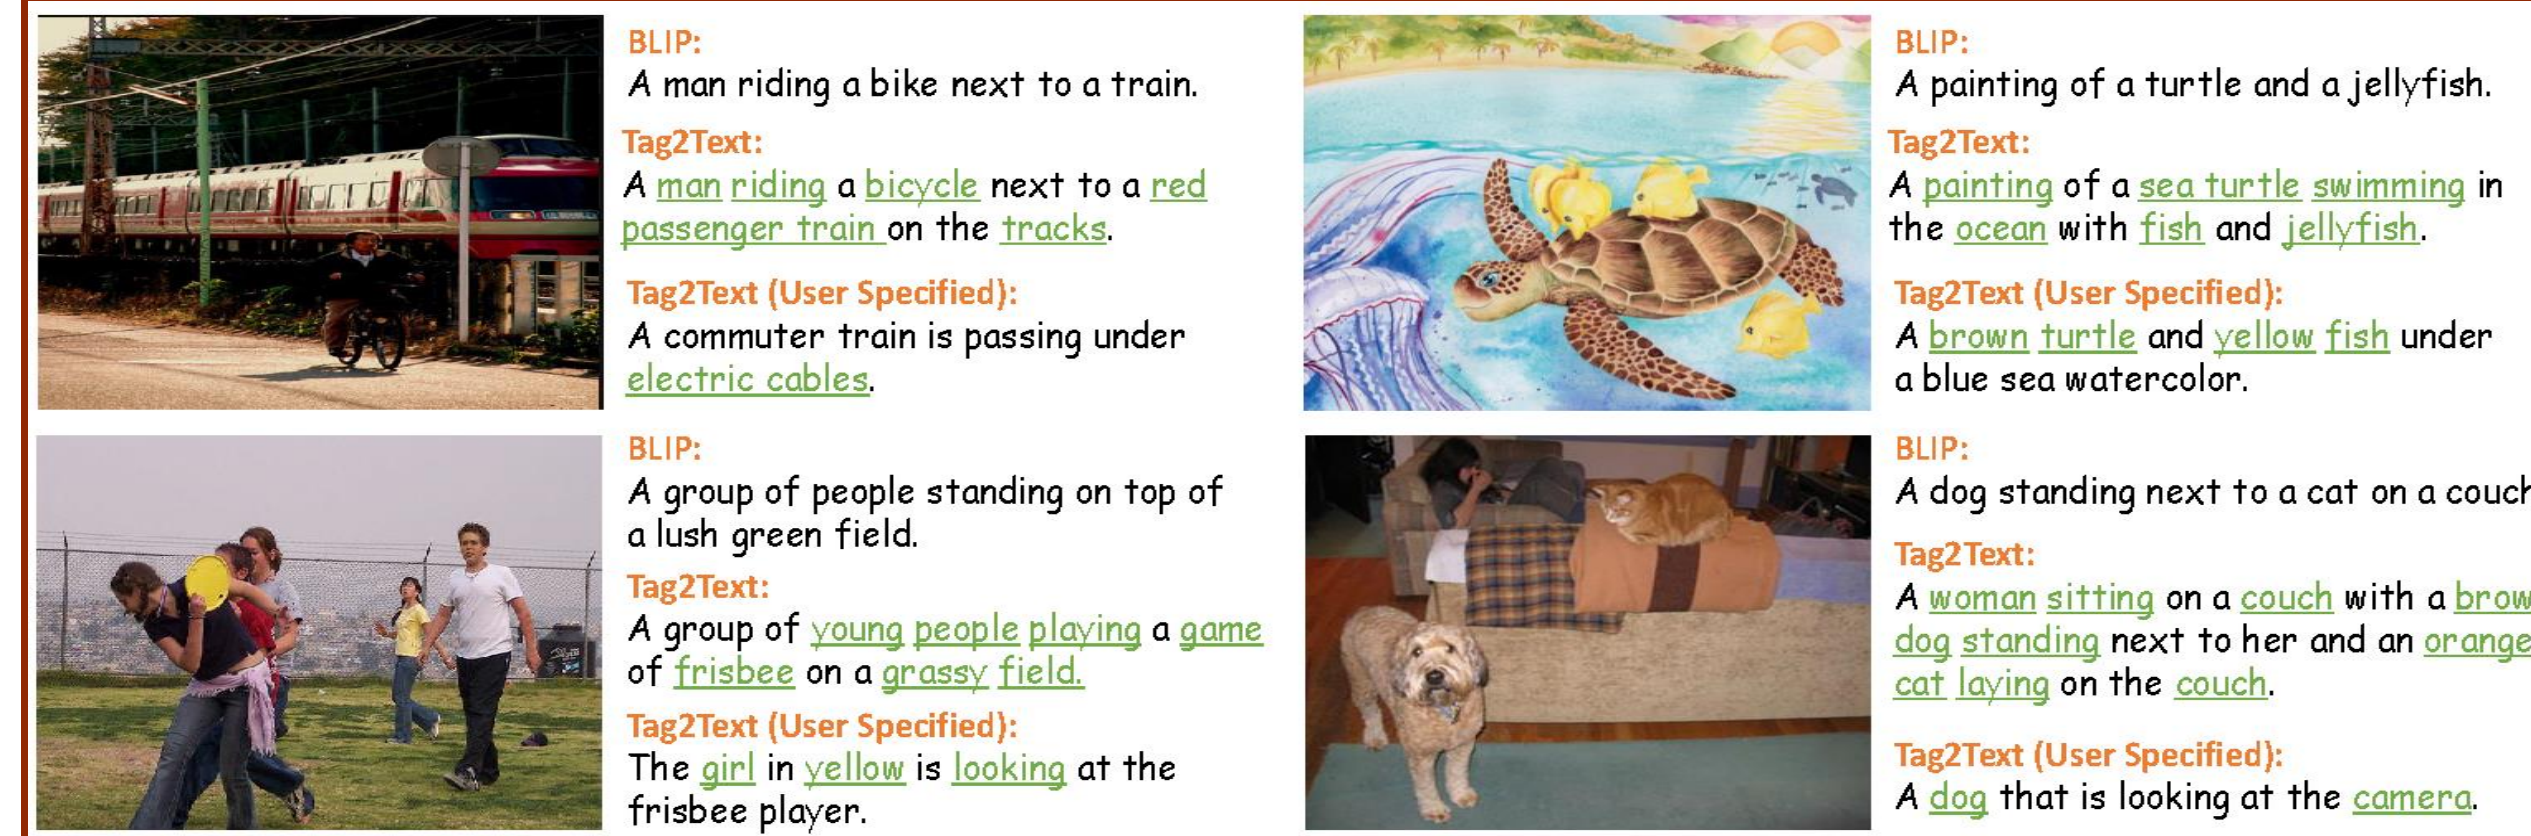 BLIP:
A man riding a bike next to a train.
Tag2Text:
A man riding a bicycle next to a red
passenger train on the tracks.
Tag2Text (User Specified):
A commuter train is passing under
electric cables.
BLIP:
A painting of a turtle and a jellyfish.
Tag2Text:
A painting of a sea turtle swimming in
the ocean with fish and jellyfish.
Tag2Text (User Specified):
A brown turtle and yellow fish under
a blue sea watercolor.
BLIP:
A group of people standing on top of
a lush green field.
Tag2Text:
A group of young people playing a game
of frisbee on a grassy field.
Tag2Text (User Specified):
The girl in yellow is looking at the
frisbee player.
BLIP:
A dog standing next to a cat on a couch
Tag2Text:
A woman sitting on a couch with a brow
dog standing next to her and an orange
cat laying on the couch.
Tag2Text (User Specified):
A dog that is looking at the camera.